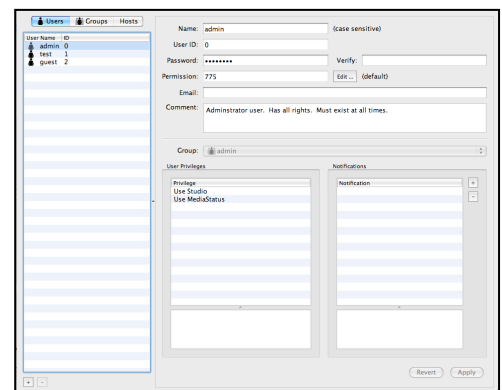 Users Groups Hosts
User Name ID
admin 0
test 1
guest 2
+ -
Name: admin (case sensitive)
User ID: 0
Password: •••••••• Verify:
Permission: 775 Edit ... (default)
Email:
Comment: Adminstrator user. Has all rights. Must exist at all times.
Group: admin
User Privileges
Privilege
Use Studio
Use MediaStatus
Notifications
Notification
+
-
Revert Apply